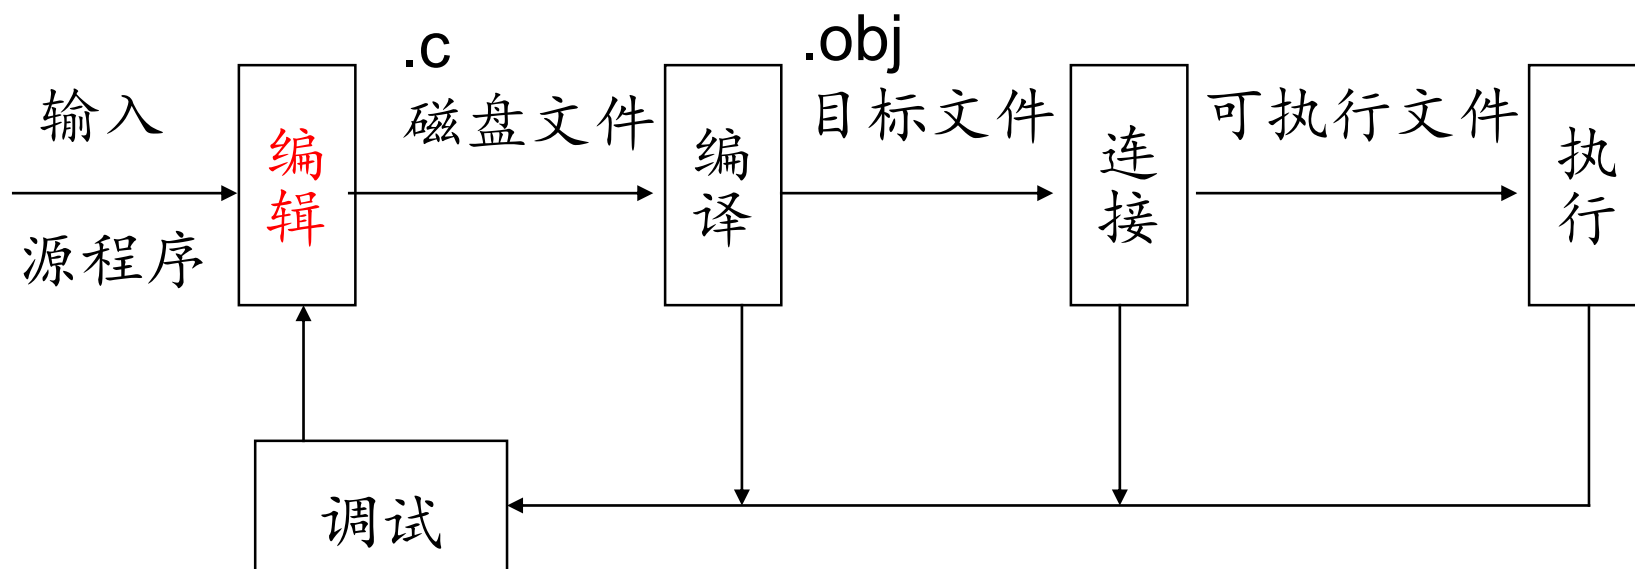 输入
源程序
编辑
.c
磁盘文件
编译
.obj
目标文件
连接
可执行文件
执行
调试